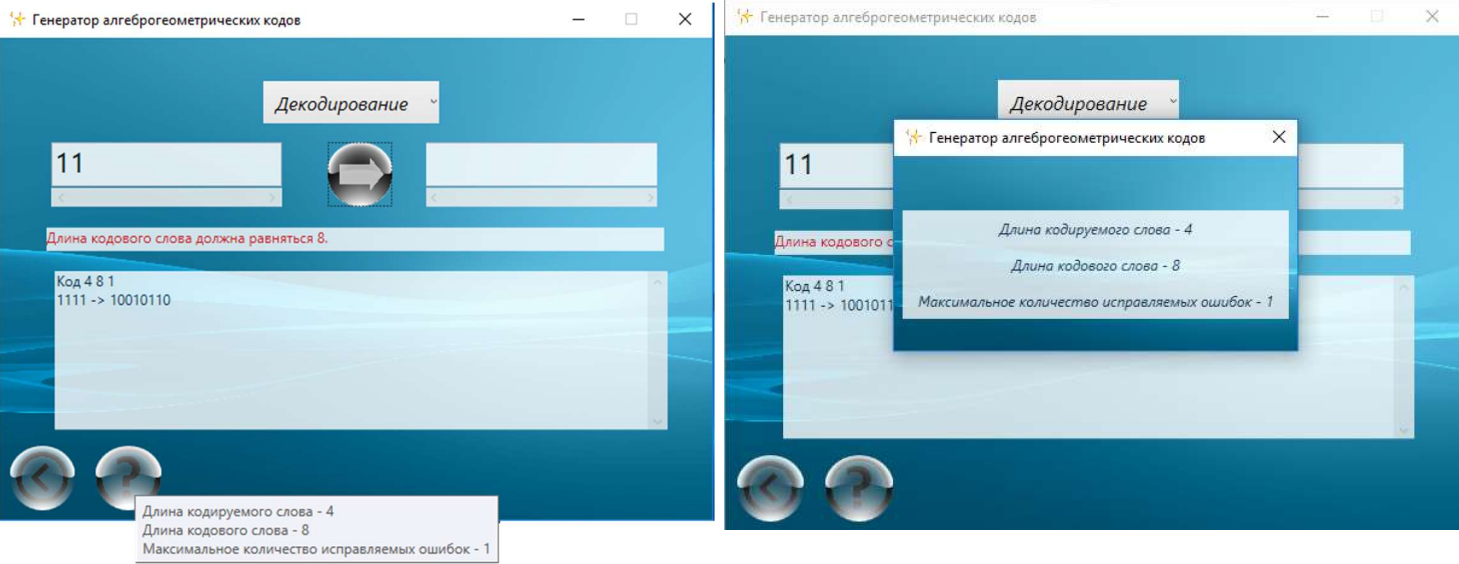 Генератор алгеброгеометрических кодов
Декодирование
11
Длина кодового слова должна равняться 8.
Код 4 8 1
1111 -> 10010110
Длина кодируемого слова - 4
Длина кодового слова - 8
Максимальное количество исправляемых ошибок - 1
Генератор алгеброгеометрических кодов
Декодирование
Генератор алгеброгеометрических кодов
11
Длина кодируемого слова - 4
Длина кодового с
Длина кодового слова - 8
Код 4 8 1
1111 -> 1001011
Максимальное количество исправляемых ошибок - 1